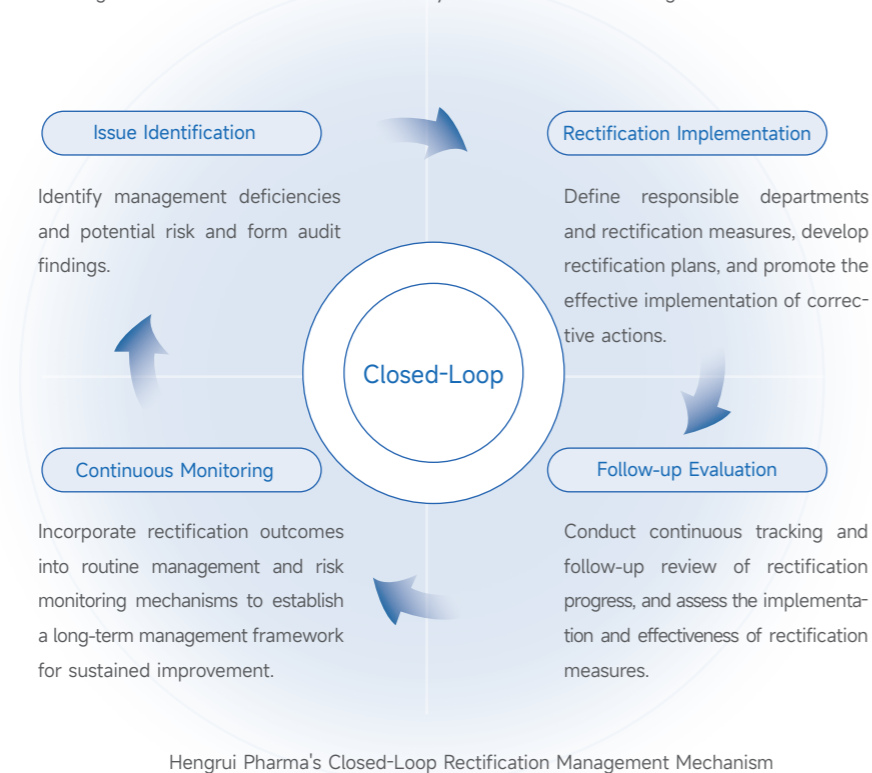 Issue Identification
Identify management deficiencies
and potential risk and form audit
findings.
Rectification Implementation
Define responsible departments
and rectification measures, develop
rectification plans, and promote the
effective implementation of correc-
tive actions.
Closed-Loop
Continuous Monitoring
Incorporate rectification outcomes
into routine management and risk
monitoring mechanisms to establish
a long-term management framework
for sustained improvement.
Follow-up Evaluation
Conduct continuous tracking and
follow-up review of rectification
progress, and assess the implementa-
tion and effectiveness of rectification
measures.
Hengrui Pharma's Closed-Loop Rectification Management Mechanism